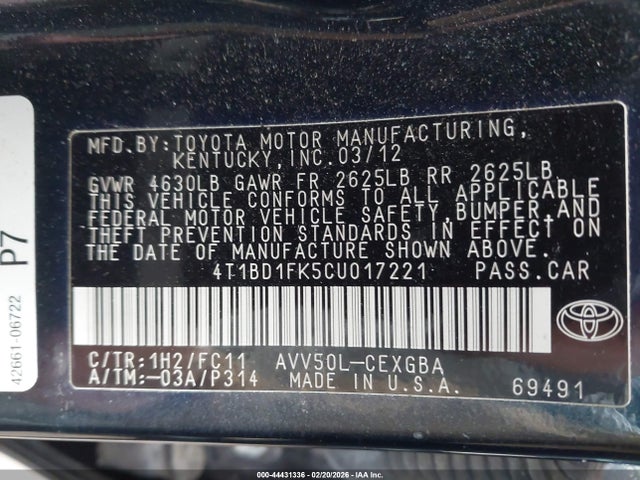 MFD.BY:TOYOTA MOTOR MANUFACTURING,
KENTUCKY,INC.03/12
GVWR 4630LB GAWR FR 2625LB RR 2625LB
THIS VEHICLE CONFORMS TO ALL APPLICABLE
FEDERAL MOTOR VEHICLE SAFETY,BUMPER,AND
THEFT PREVENTION STANDARDS IN EFFECT ON
THE DATE OF MANUFACTURE SHOWN ABOVE.
4T1BD1FK5CU017221 PASS.CAR
C/TR:1H2/FC11 AVV50L-CEXGBA
A/TM:-03A/P314 MADE IN U.S.A. 69491
P7
42661-06722
000-44431336 - 02/20/2026 - IAA Inc.